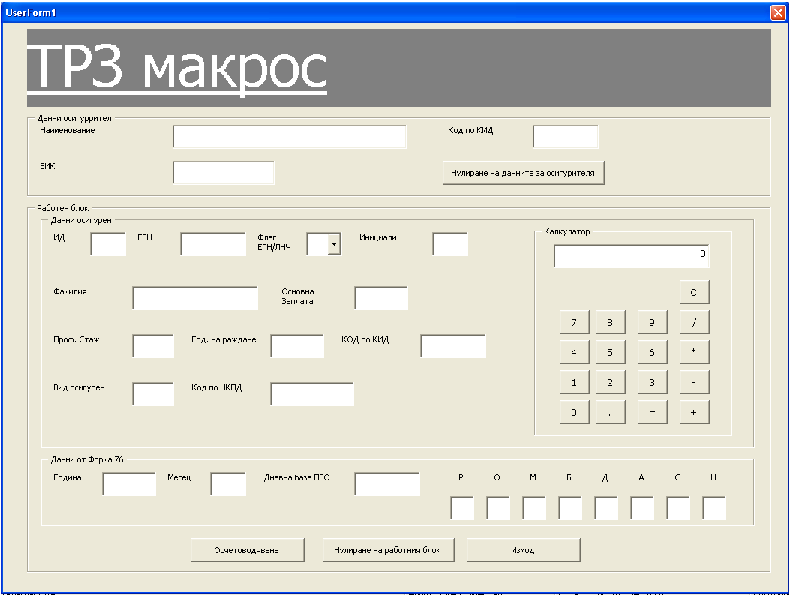 UserForm1
ТРЗ макрос
Данни осигурител
Наименование
Код по КИД
ЕИК
Нулиране на данните за осигурителя
Работен блок
Данни осигурен
ИД
ЕГН
Флаг
ЕГН/ЛНЧ
Инициали
Калкулатор
0
Фамилия
Основна
Заплата
C
7 8 9 /
Проф. Стаж
Год. на раждане
КОД по КИД
4 5 6 *
1 2 3 -
Вид осигурен
Код по НКПД
0 . = +
Данни от Форма 76
Година
Месец
Дневна база ПБО
Р О М Б Д А С Н
Осчетоводяване
Нулиране на работния блок
Изход